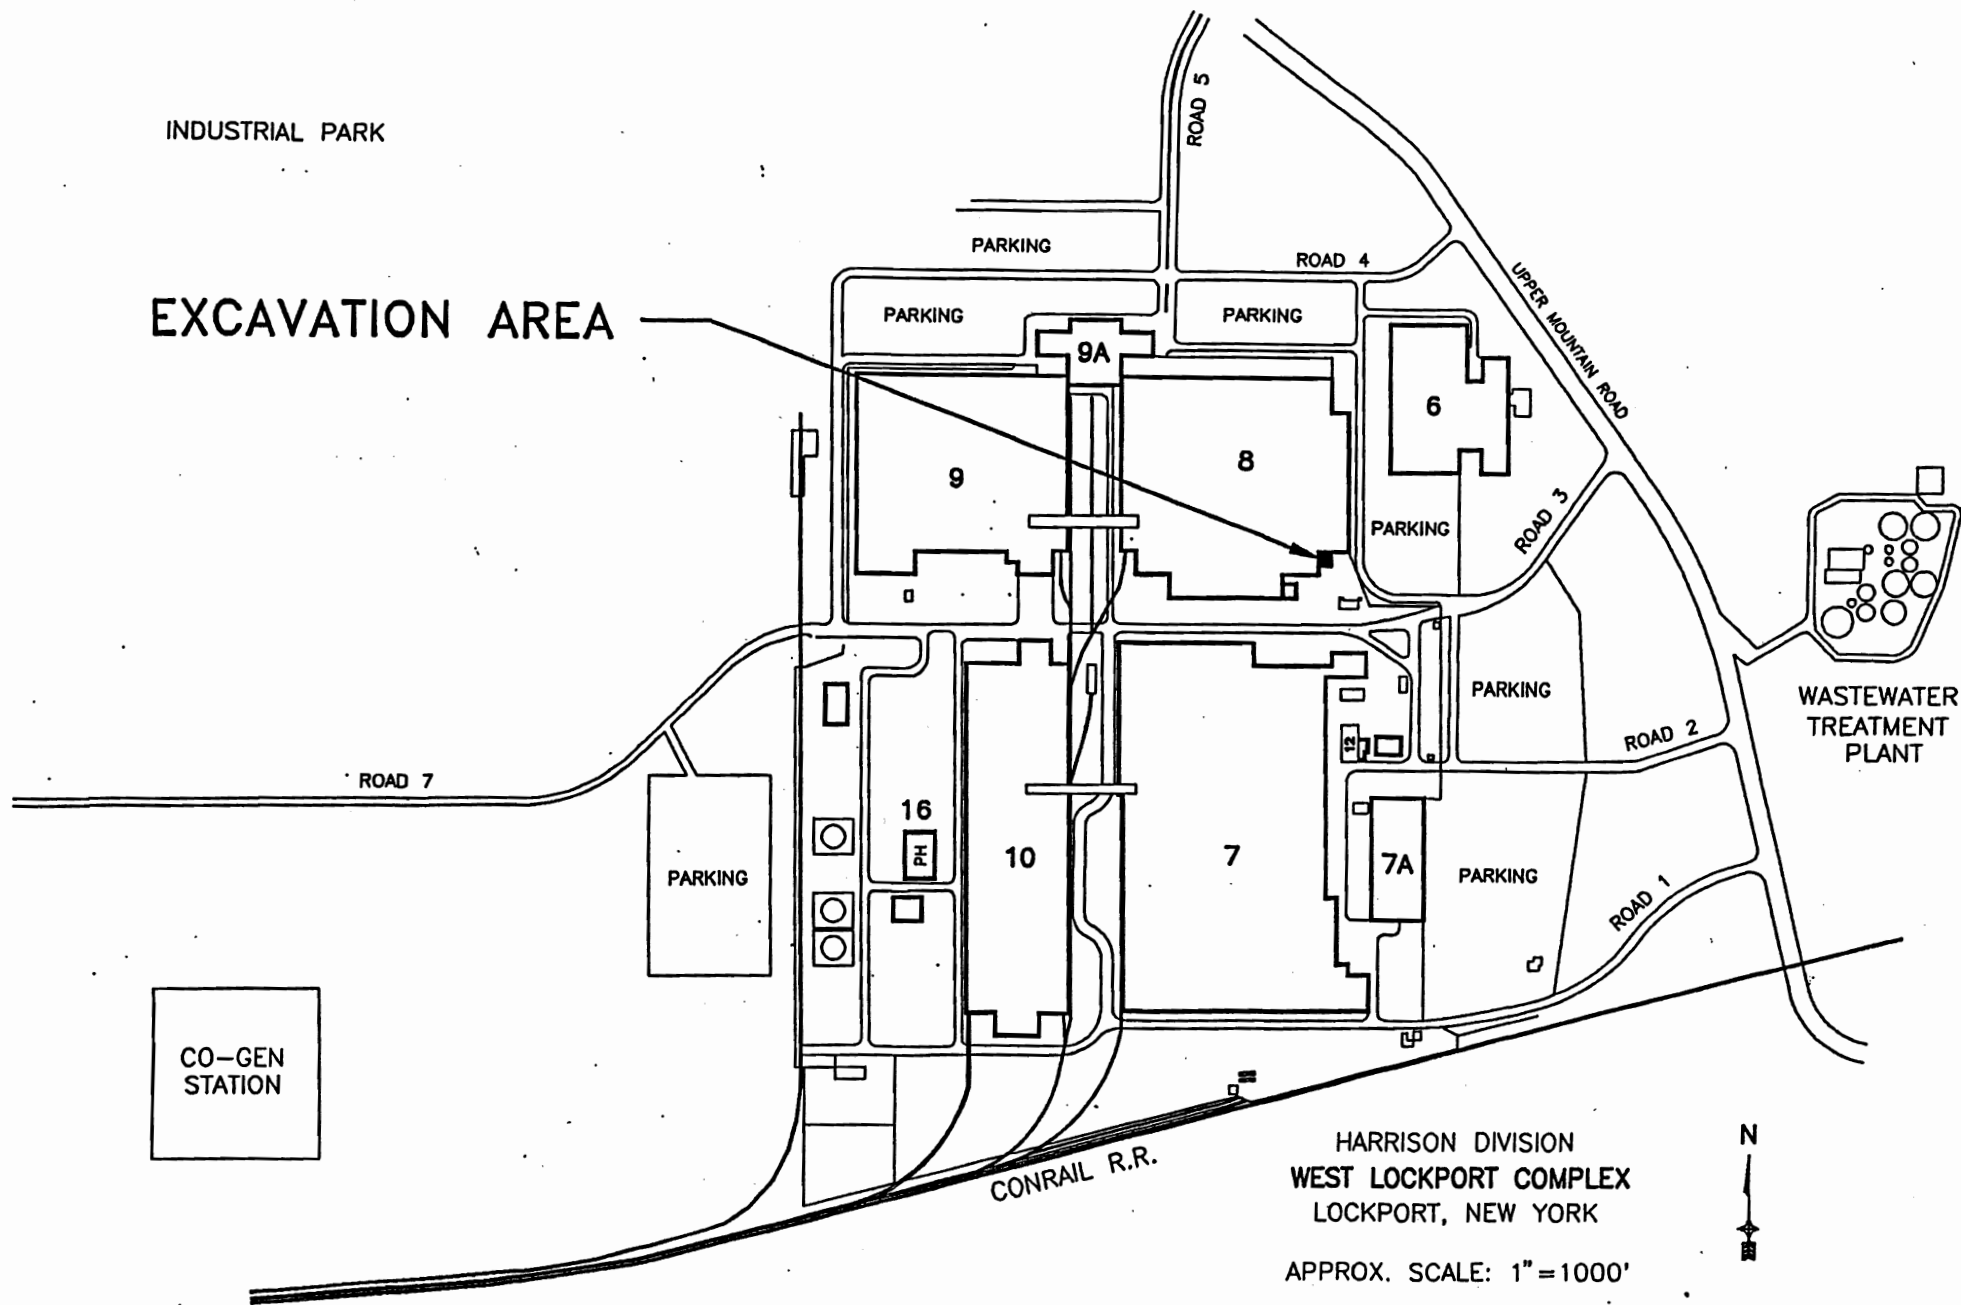 INDUSTRIAL PARK
ROAD 5
PARKING
ROAD 4
UPPER MOUNTAIN ROAD
EXCAVATION AREA
PARKING
PARKING
9A
6
8
9
PARKING
ROAD 3
PARKING
WASTEWATER
TREATMENT
PLANT
ROAD 2
12
ROAD 7
16
PH
10
7
7A
PARKING
PARKING
ROAD 1
CO-GEN
STATION
CONRAIL R.R.
HARRISON DIVISION
WEST LOCKPORT COMPLEX
LOCKPORT, NEW YORK
N
APPROX. SCALE: 1"=1000'